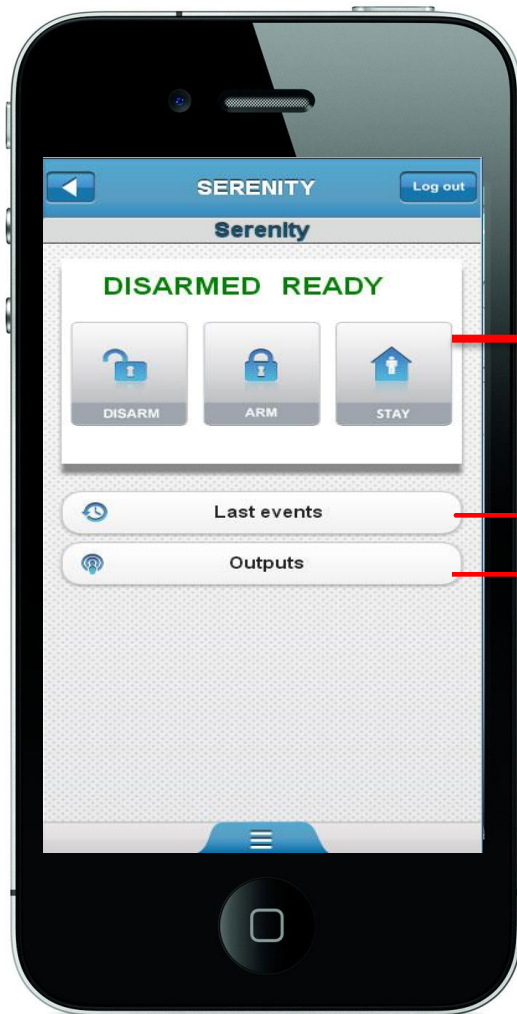 SERENITY
Log out
Serenity
DISARMED READY
DISARM
ARM
STAY
Last events
Outputs